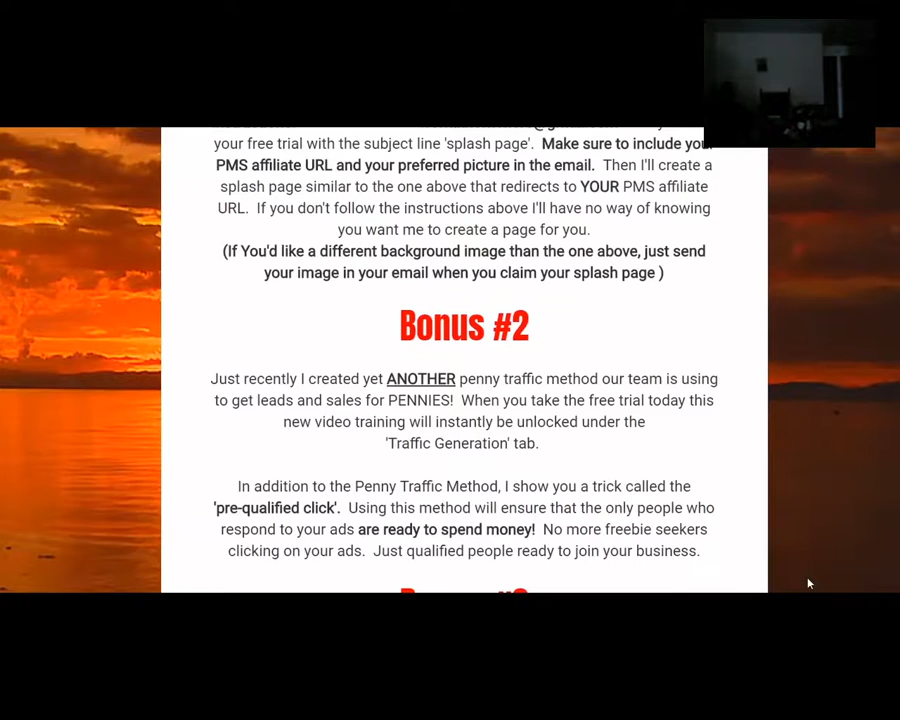 your free trial with the subject line 'splash page'.  Make sure to include your
PMS affiliate URL and your preferred picture in the email.  Then I'll create a
splash page similar to the one above that redirects to YOUR PMS affiliate
URL.  If you don't follow the instructions above I'll have no way of knowing
you want me to create a page for you.
(If You'd like a different background image than the one above, just send
your image in your email when you claim your splash page )
Bonus #2
Just recently I created yet ANOTHER penny traffic method our team is using
to get leads and sales for PENNIES!  When you take the free trial today this
new video training will instantly be unlocked under the
'Traffic Generation' tab.
In addition to the Penny Traffic Method, I show you a trick called the
'pre-qualified click'.  Using this method will ensure that the only people who
respond to your ads are ready to spend money!  No more freebie seekers
clicking on your ads.  Just qualified people ready to join your business.